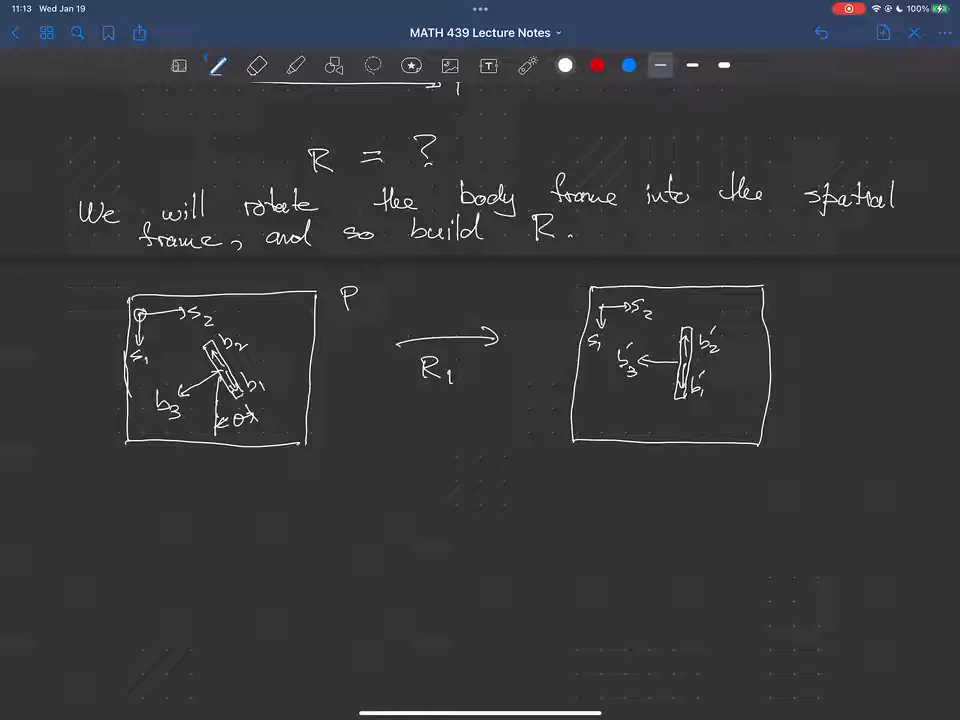 11:13 Wed Jan 19
100%
MATH 439 Lecture Notes
T
R = ?
We will rotate the body frame into the spatial
frame, and so build R.
P
s₂
s₁
b₂
b₁
b₃
θ
R₁
s₂
s₁
b₂'
b₃'
b₁'